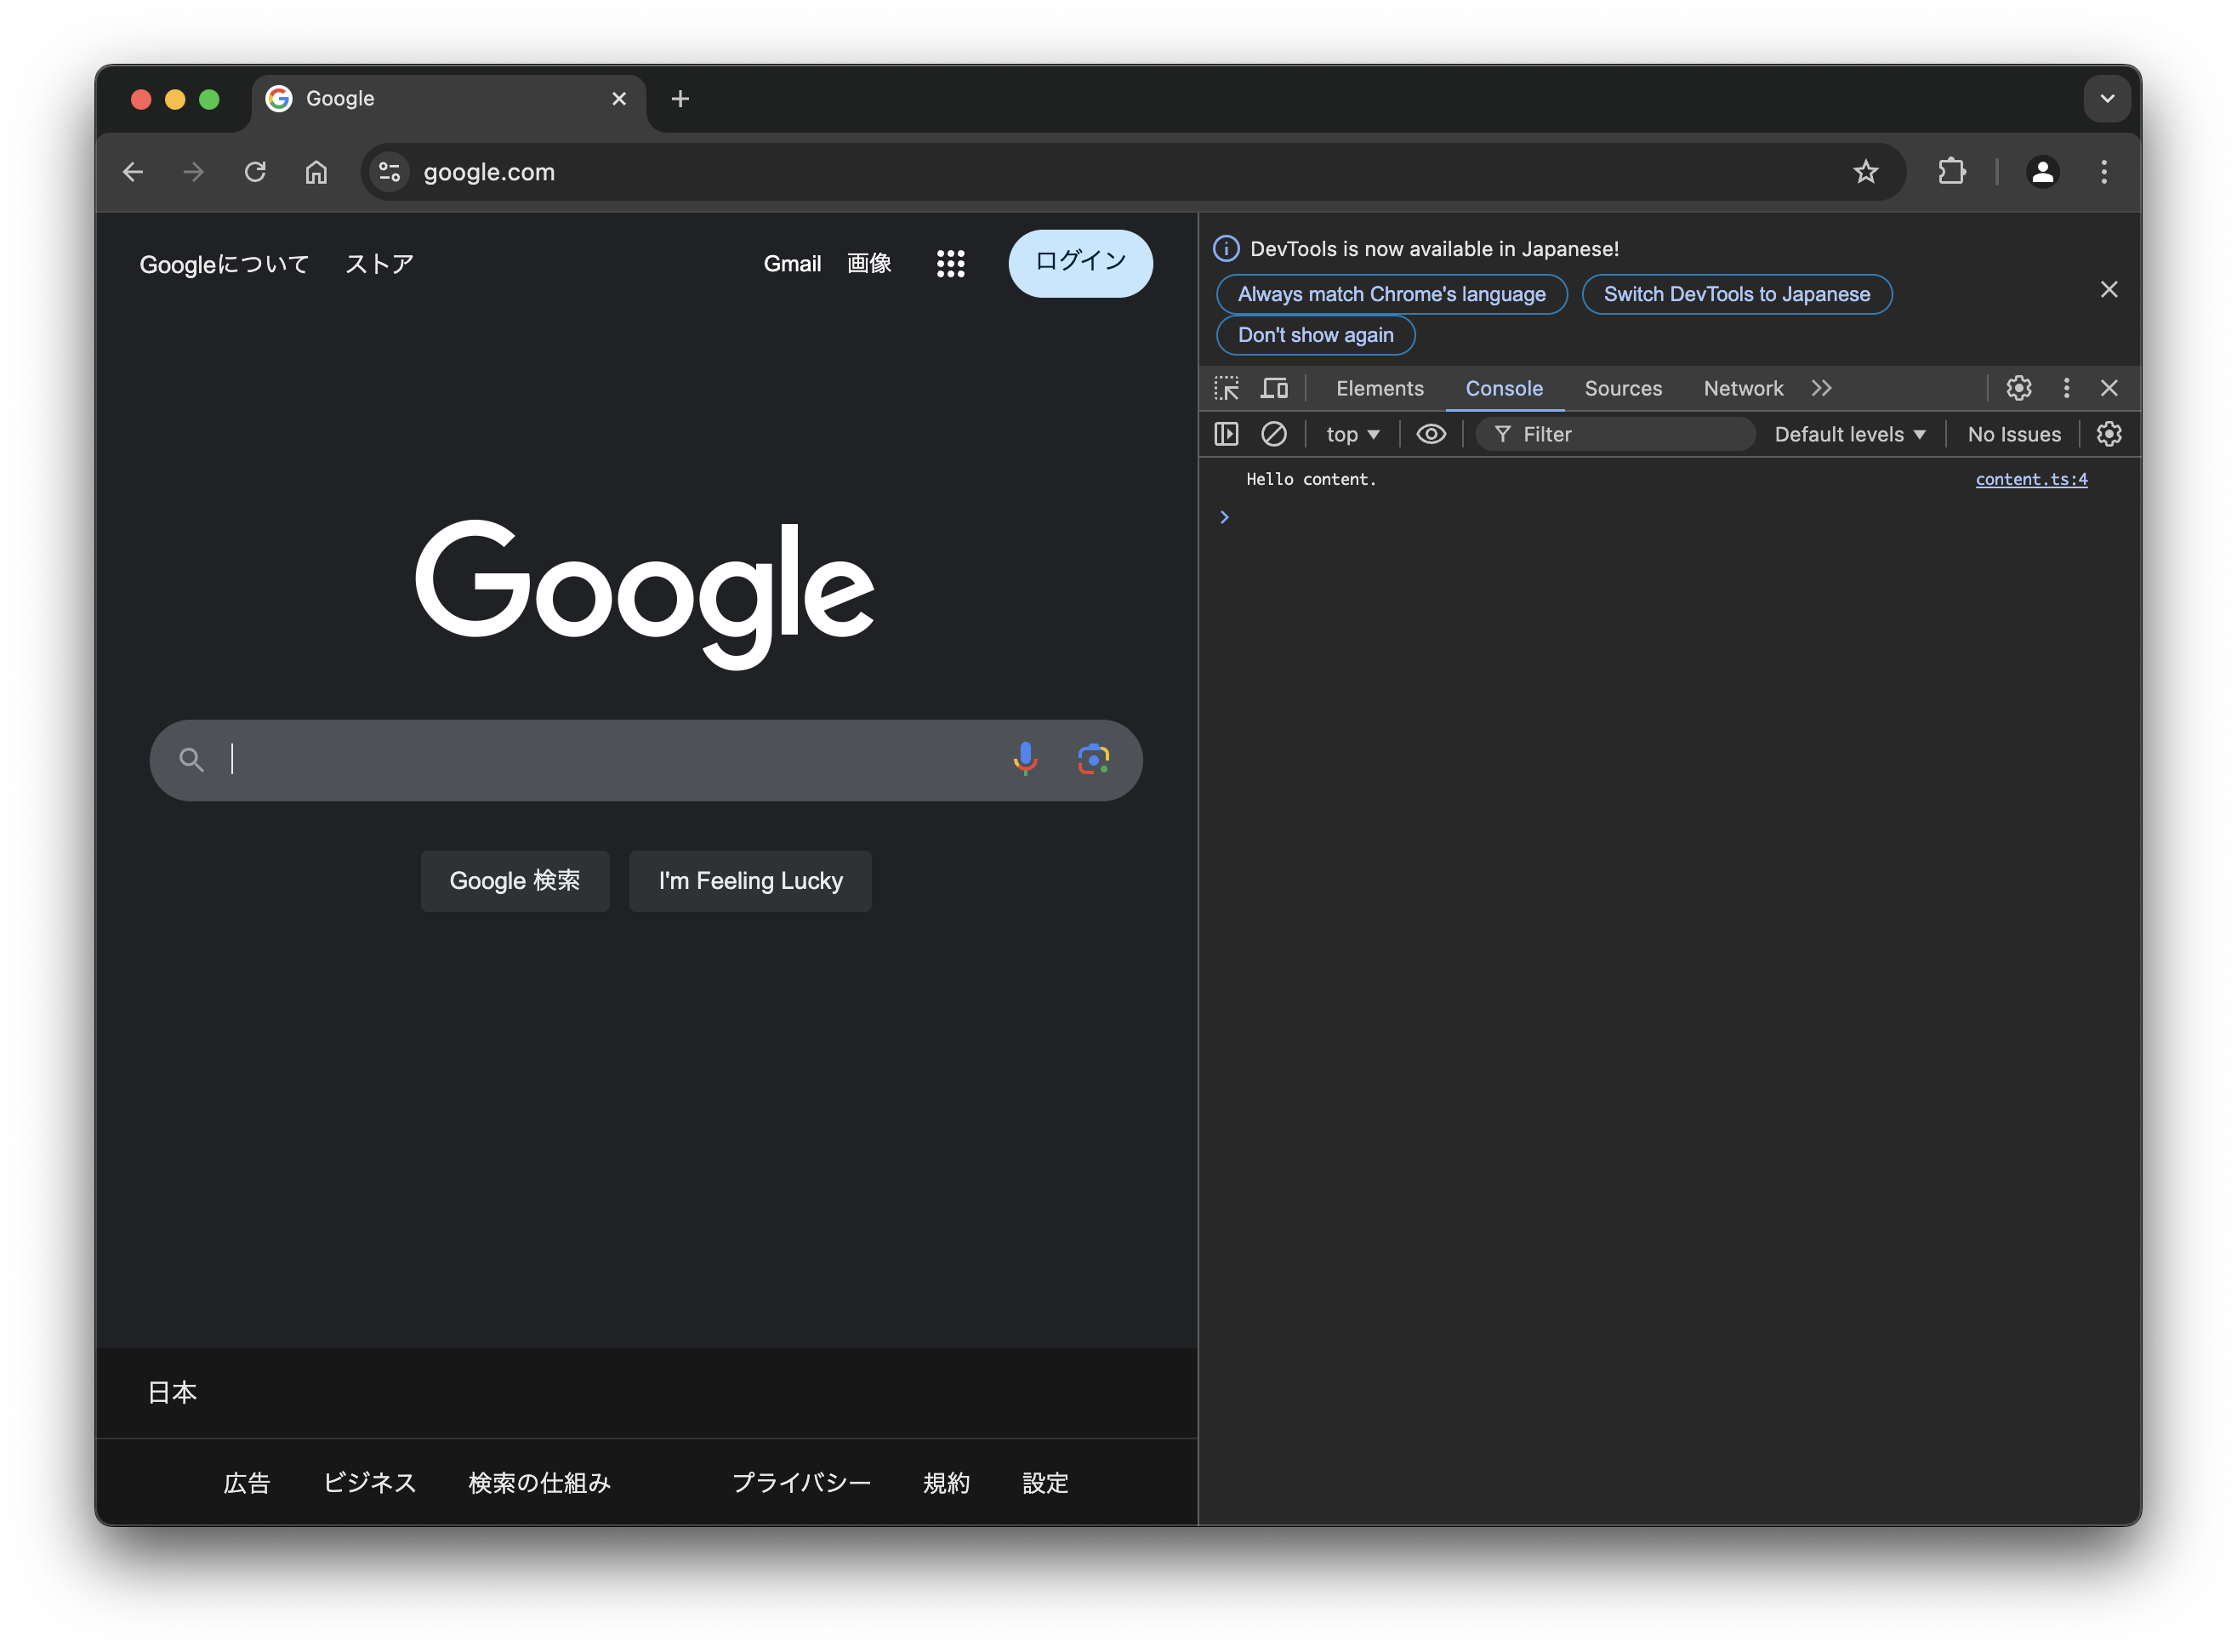 Google
google.com
Googleについて ストア Gmail 画像 ログイン
Google
Google 検索 I'm Feeling Lucky
日本
広告 ビジネス 検索の仕組み プライバシー 規約 設定
DevTools is now available in Japanese!
Always match Chrome's language Switch DevTools to Japanese
Don't show again
Elements Console Sources Network
top Filter Default levels No Issues
Hello content. content.ts:4